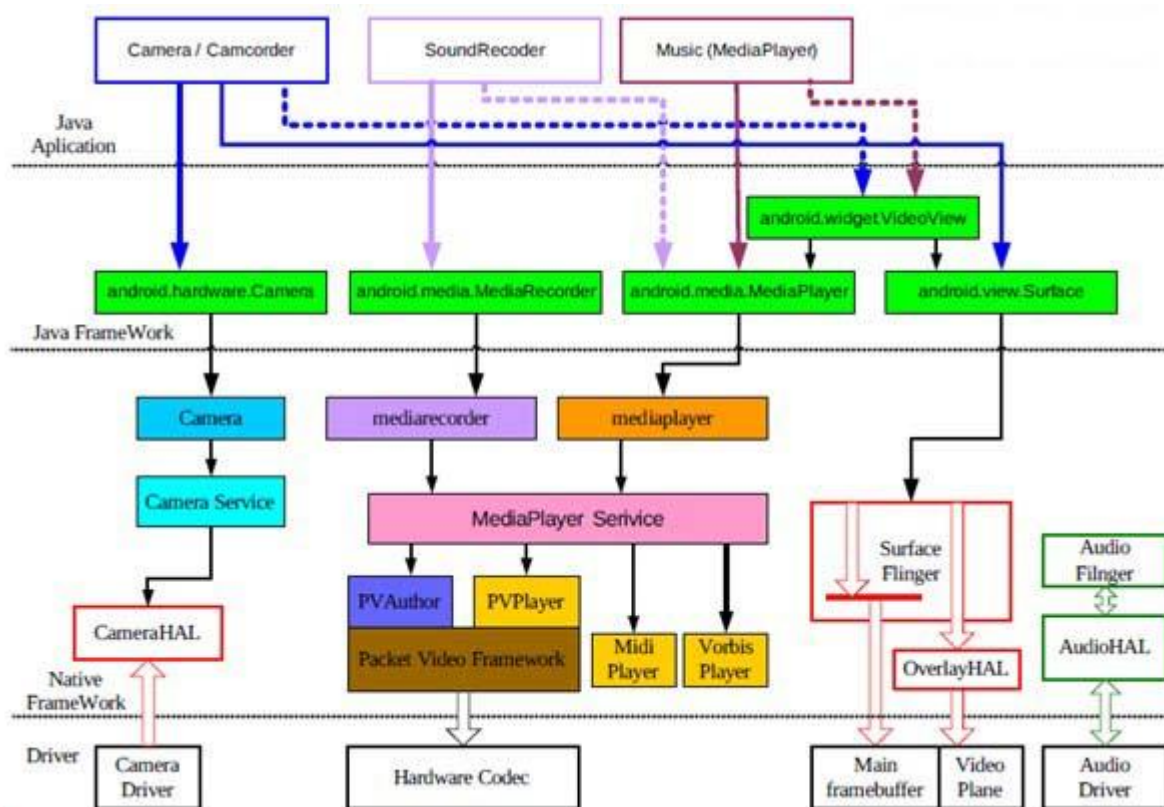 Camera / Camcorder
SoundRecoder
Music (MediaPlayer)
Java
Aplication
android.widgetVideoView
android.hardware.Camera
android.media.MediaRecorder
android.media.MediaPlayer
android.view.Surface
Java FrameWork
Camera
mediarecorder
mediaplayer
Camera Service
MediaPlayer Serivice
Surface
Flinger
Audio
Filnger
PVAuthor
PVPlayer
CameraHAL
Packet Video Framework
Midi
Player
Vorbis
Player
OverlayHAL
AudioHAL
Native
FrameWork
Driver
Camera
Driver
Hardware Codec
Main
framebuffer
Video
Plane
Audio
Driver